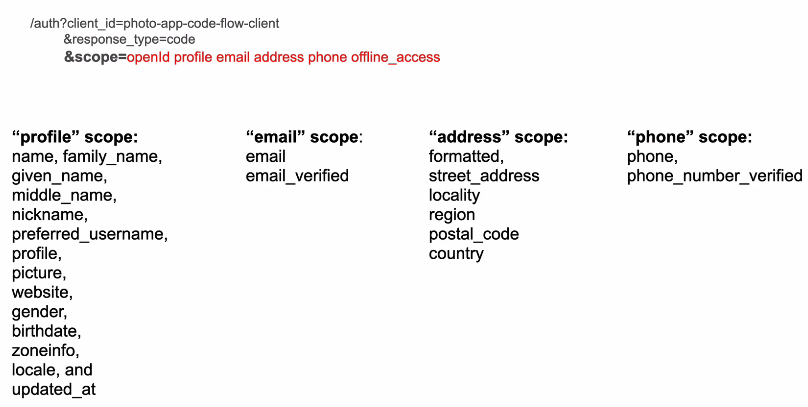 /auth?client_id=photo-app-code-flow-client
&response_type=code
&scope=openId profile email address phone offline_access
“profile” scope:
name, family_name,
given_name,
middle_name,
nickname,
preferred_username,
profile,
picture,
website,
gender,
birthdate,
zoneinfo,
locale, and
updated_at
“email” scope:
email
email_verified
“address” scope:
formatted,
street_address
locality
region
postal_code
country
“phone” scope:
phone,
phone_number_verified